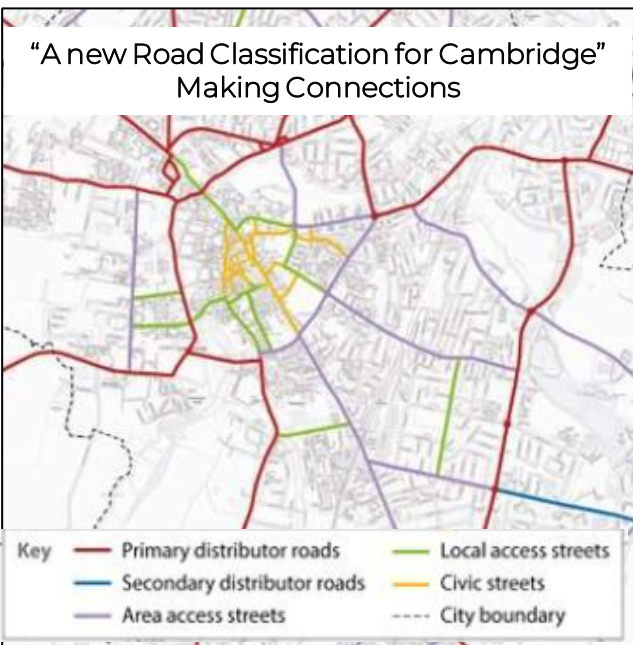 “A new Road Classification for Cambridge”
Making Connections
Key
Primary distributor roads
Secondary distributor roads
Area access streets
Local access streets
Civic streets
City boundary